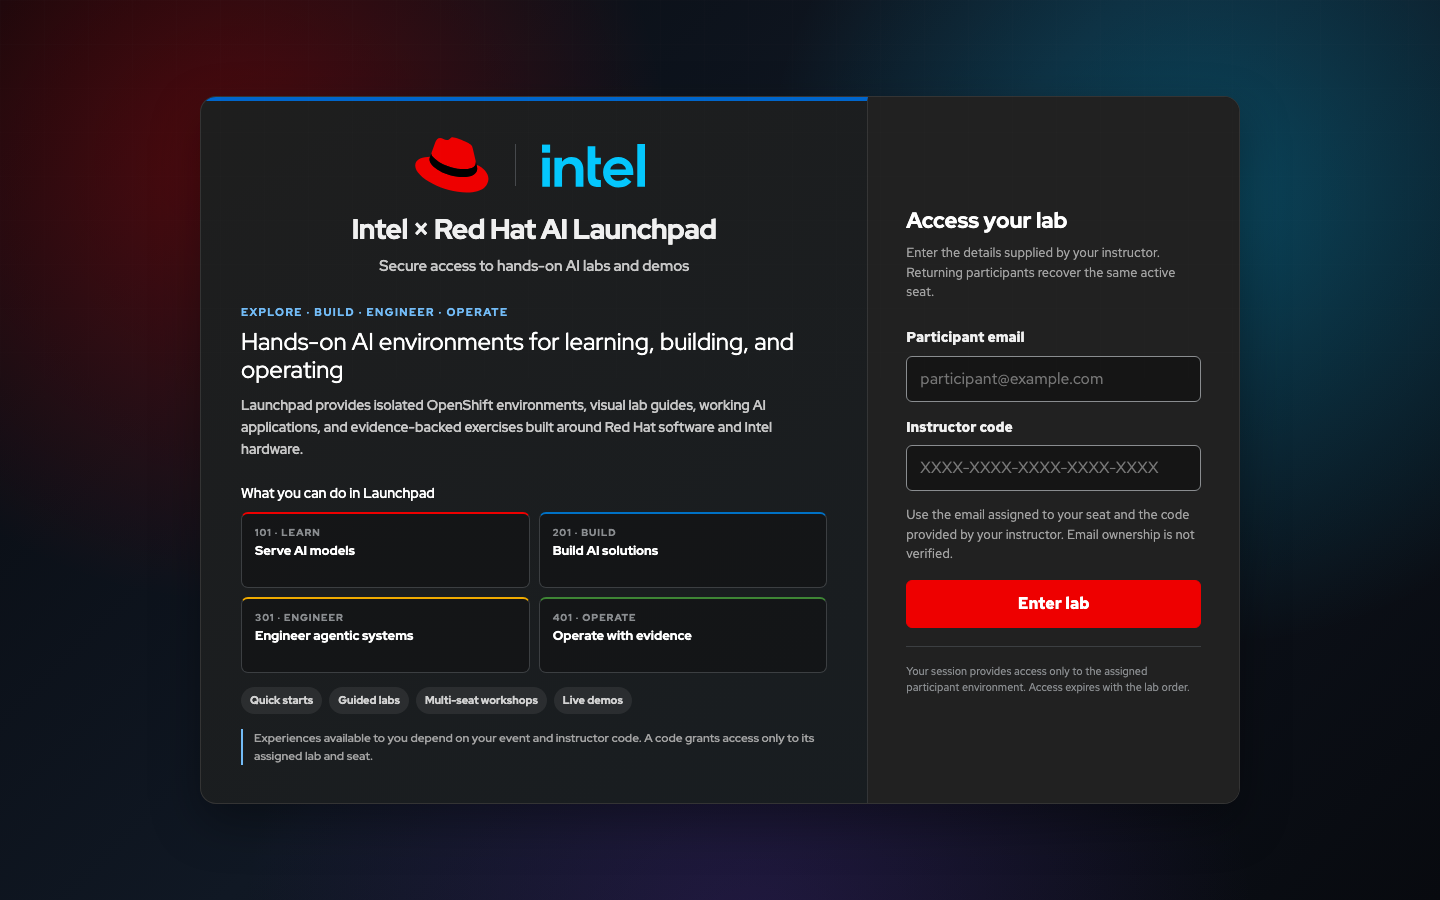 intel
Intel × Red Hat AI Launchpad
Secure access to hands-on AI labs and demos
EXPLORE · BUILD · ENGINEER · OPERATE
Hands-on AI environments for learning, building, and
operating
Launchpad provides isolated OpenShift environments, visual lab guides, working AI
applications, and evidence-backed exercises built around Red Hat software and Intel
hardware.
What you can do in Launchpad
101 · LEARN
Serve AI models
201 · BUILD
Build AI solutions
301 · ENGINEER
Engineer agentic systems
401 · OPERATE
Operate with evidence
Quick starts
Guided labs
Multi-seat workshops
Live demos
Experiences available to you depend on your event and instructor code. A code grants access only to its
assigned lab and seat.
Access your lab
Enter the details supplied by your instructor.
Returning participants recover the same active
seat.
Participant email
participant@example.com
Instructor code
XXXX-XXXX-XXXX-XXXX-XXXX
Use the email assigned to your seat and the code
provided by your instructor. Email ownership is not
verified.
Enter lab
Your session provides access only to the assigned
participant environment. Access expires with the lab order.